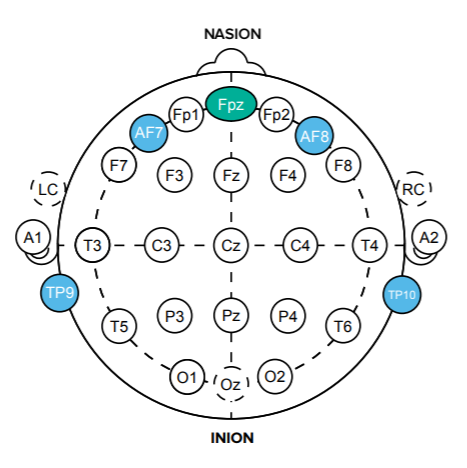 NASION
Fp1 Fpz Fp2
AF7 AF8
F7 F3 Fz F4 F8
LC RC
A1 T3 C3 Cz C4 T4 A2
TP9 TP10
T5 P3 Pz P4 T6
O1 Oz O2
INION